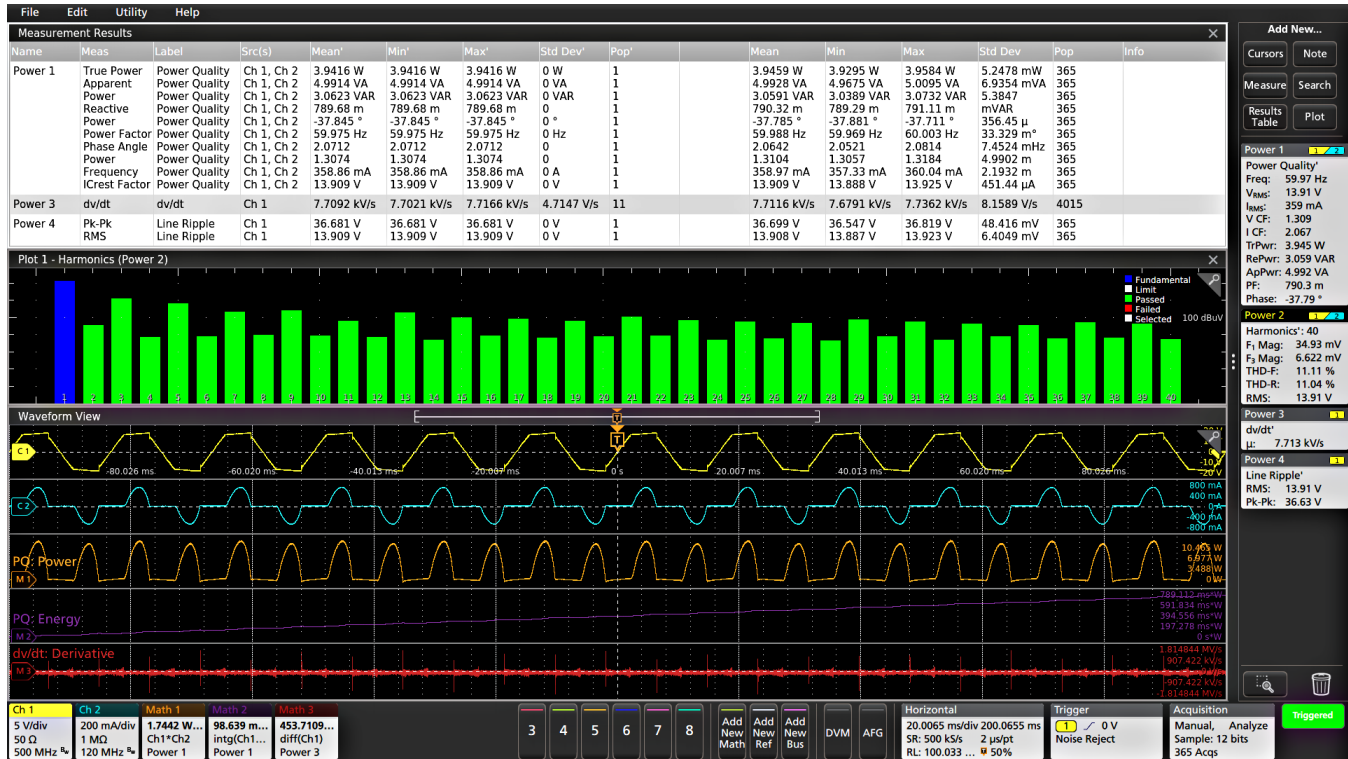 File Edit Utility Help
Measurement Results
Name Meas Label Src(s) Mean' Min' Max' Std Dev' Pop' Mean Min Max Std Dev Pop Info
Power 1 True Power Power Quality Ch 1, Ch 2 3.9416 W 3.9416 W 3.9416 W 0 W 1 3.9459 W 3.9295 W 3.9584 W 5.2478 mW 365
Apparent Power Quality Ch 1, Ch 2 4.9914 VA 4.9914 VA 4.9914 VA 0 VA 1 4.9928 VA 4.9675 VA 5.0095 VA 6.9354 mVA 365
Power Power Quality Ch 1, Ch 2 3.0623 VAR 3.0623 VAR 3.0623 VAR 0 VAR 1 3.0591 VAR 3.0389 VAR 3.0732 VAR 5.3847 365
Reactive Power Quality Ch 1, Ch 2 789.68 m 789.68 m 789.68 m 0 1 790.32 m 789.29 m 791.11 m mVAR 365
Power Power Quality Ch 1, Ch 2 -37.845 ° -37.845 ° -37.845 ° 0 ° 1 -37.785 ° -37.881 ° -37.711 ° 356.45 µ 365
Power Factor Power Quality Ch 1, Ch 2 59.975 Hz 59.975 Hz 59.975 Hz 0 Hz 1 59.988 Hz 59.969 Hz 60.003 Hz 33.329 m° 365
Phase Angle Power Quality Ch 1, Ch 2 2.0712 2.0712 2.0712 0 1 2.0642 2.0521 2.0814 7.4524 mHz 365
Power Power Quality Ch 1, Ch 2 1.3074 1.3074 1.3074 0 1 1.3104 1.3057 1.3184 4.9902 m 365
Frequency Power Quality Ch 1, Ch 2 358.86 mA 358.86 mA 358.86 mA 0 A 1 358.97 mA 357.33 mA 360.04 mA 2.1932 m 365
ICrest Factor Power Quality Ch 1, Ch 2 13.909 V 13.909 V 13.909 V 0 V 1 13.909 V 13.888 V 13.925 V 451.44 µA 365
Power 3 dv/dt dv/dt Ch 1 7.7092 kV/s 7.7021 kV/s 7.7166 kV/s 4.7147 V/s 11 7.7116 kV/s 7.6791 kV/s 7.7362 kV/s 8.1589 V/s 4015
Power 4 Pk-Pk Line Ripple Ch 1 36.681 V 36.681 V 36.681 V 0 V 1 36.699 V 36.547 V 36.819 V 48.416 mV 365
RMS Line Ripple Ch 1 13.909 V 13.909 V 13.909 V 0 V 1 13.908 V 13.887 V 13.923 V 6.4049 mV 365
Plot 1 - Harmonics (Power 2)
Fundamental
Limit
Passed
Failed
Selected
100 dBuV
1 2 3 4 5 6 7 8 9 10 11 12 13 14 15 16 17 18 19 20 21 22 23 24 25 26 27 28 29 30 31 32 33 34 35 36 37 38 39 40
Waveform View
T
T
C 1
-80.026 ms -60.020 ms -40.013 ms -20.007 ms 0 s 20.007 ms 40.013 ms 60.020 ms 80.026 ms
-20 V
C 2
800 mA
400 mA
0 A
-400 mA
-800 mA
PQ: Power
M 1
10.465 W
6.977 W
3.488 W
0 W
PQ: Energy
M 2
789.112 ms*W
591.834 ms*W
394.556 ms*W
197.278 ms*W
0 s*W
dv/dt: Derivative
M 3
1.814844 MV/s
907.422 kV/s
-907.422 kV/s
-1.814844 MV/s
Ch 1
5 V/div
50 Ω
500 MHz Bw
Ch 2
200 mA/div
1 MΩ
120 MHz Bw
Math 1
1.7442 W...
Ch1*Ch2
Power 1
Math 2
98.639 m...
intg(Ch1...
Power 1
Math 3
453.7109...
diff(Ch1)
Power 3
3 4 5 6 7 8
Add New Math
Add New Ref
Add New Bus
DVM
AFG
Horizontal
20.0065 ms/div 200.0655 ms
SR: 500 kS/s 2 µs/pt
RL: 100.033 ... 50%
Trigger
1 0 V
Noise Reject
Acquisition
Manual, Analyze
Sample: 12 bits
365 Acqs
Triggered
Add New...
Cursors Note
Measure Search
Results Table Plot
Power 1 1 2
Power Quality'
Freq: 59.97 Hz
VRMS: 13.91 V
IRMS: 359 mA
V CF: 1.309
I CF: 2.067
TrPwr: 3.945 W
RePwr: 3.059 VAR
ApPwr: 4.992 VA
PF: 790.3 m
Phase: -37.79 °
Power 2 1 2
Harmonics': 40
F1 Mag: 34.93 mV
F3 Mag: 6.622 mV
THD-F: 11.11 %
THD-R: 11.04 %
RMS: 13.91 V
Power 3 1
dv/dt'
µ: 7.713 kV/s
Power 4 1
Line Ripple'
RMS: 13.91 V
Pk-Pk: 36.63 V